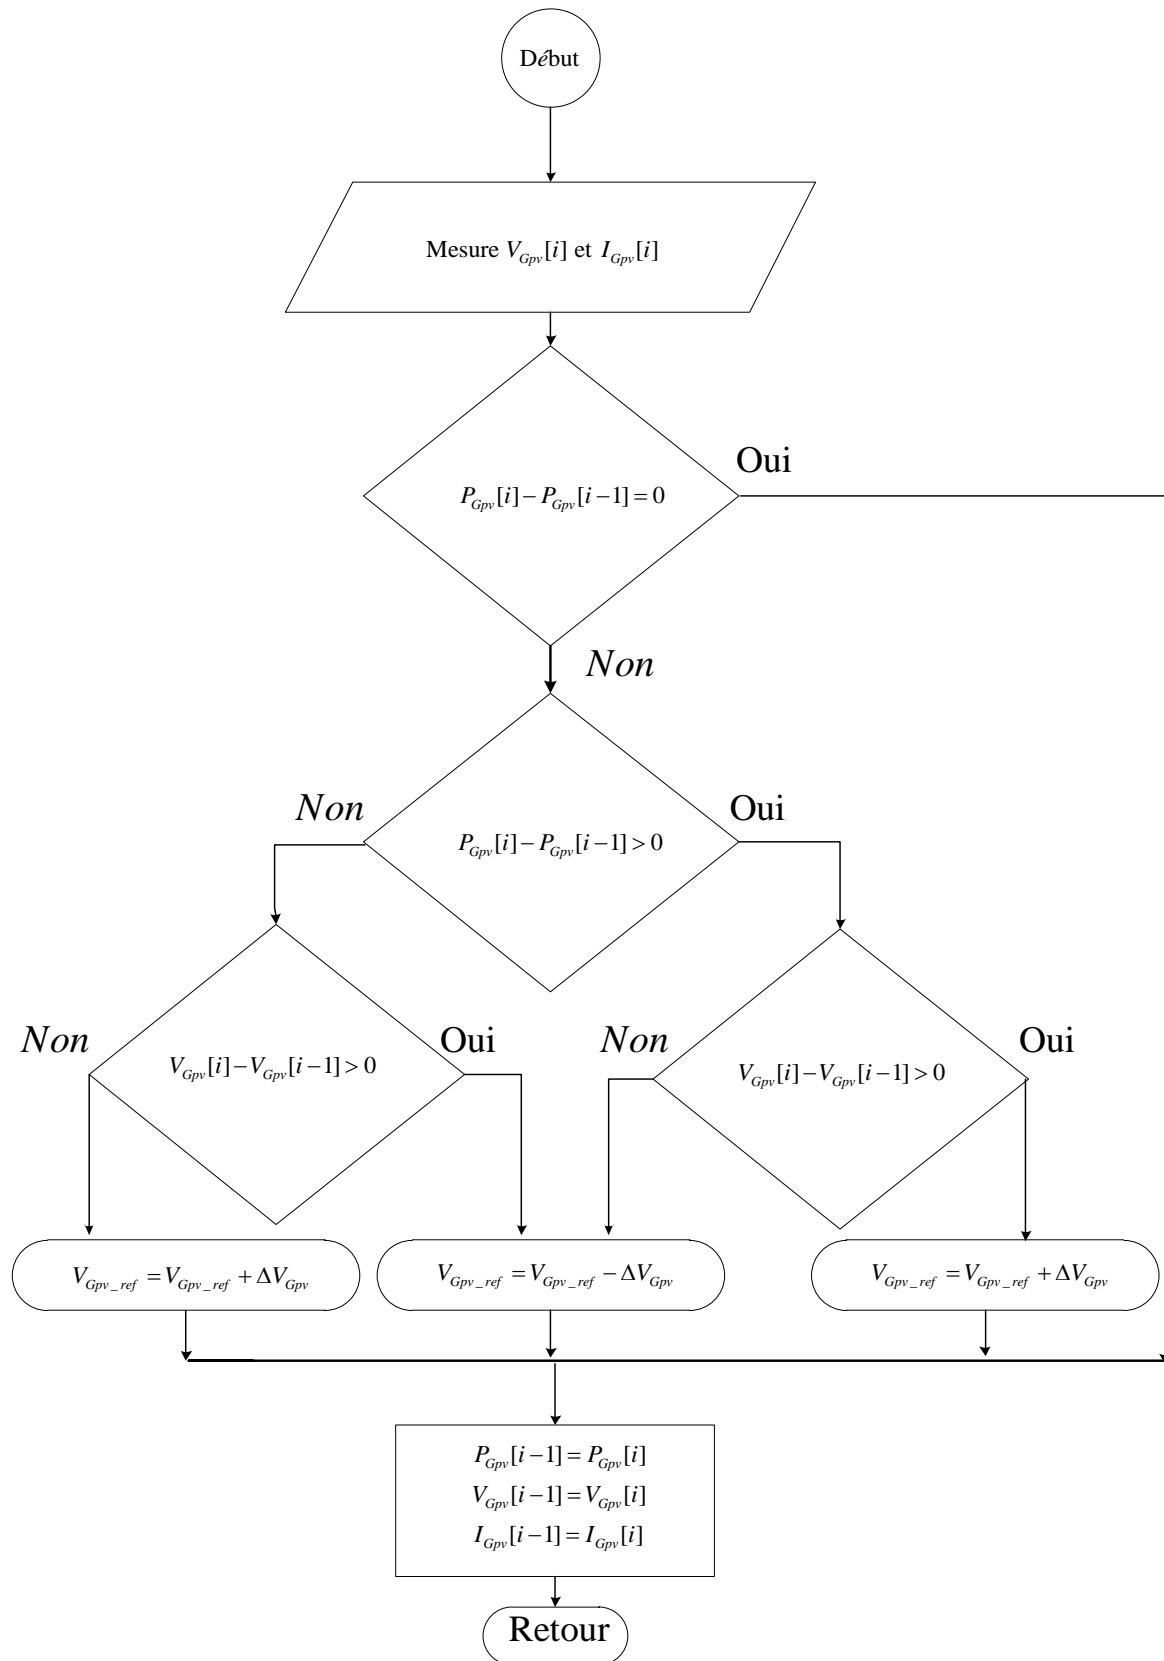 Début
Mesure V_{Gpv}[i] et I_{Gpv}[i]
Oui
P_{Gpv}[i]−P_{Gpv}[i−1]=0
Non
Non
Oui
P_{Gpv}[i]−P_{Gpv}[i−1]>0
Non
Oui
Non
Oui
V_{Gpv}[i]−V_{Gpv}[i−1]>0
V_{Gpv}[i]−V_{Gpv}[i−1]>0
V_{Gpv_ref}=V_{Gpv_ref}+ΔV_{Gpv}
V_{Gpv_ref}=V_{Gpv_ref}−ΔV_{Gpv}
V_{Gpv_ref}=V_{Gpv_ref}+ΔV_{Gpv}
P_{Gpv}[i−1]=P_{Gpv}[i]
V_{Gpv}[i−1]=V_{Gpv}[i]
I_{Gpv}[i−1]=I_{Gpv}[i]
Retour